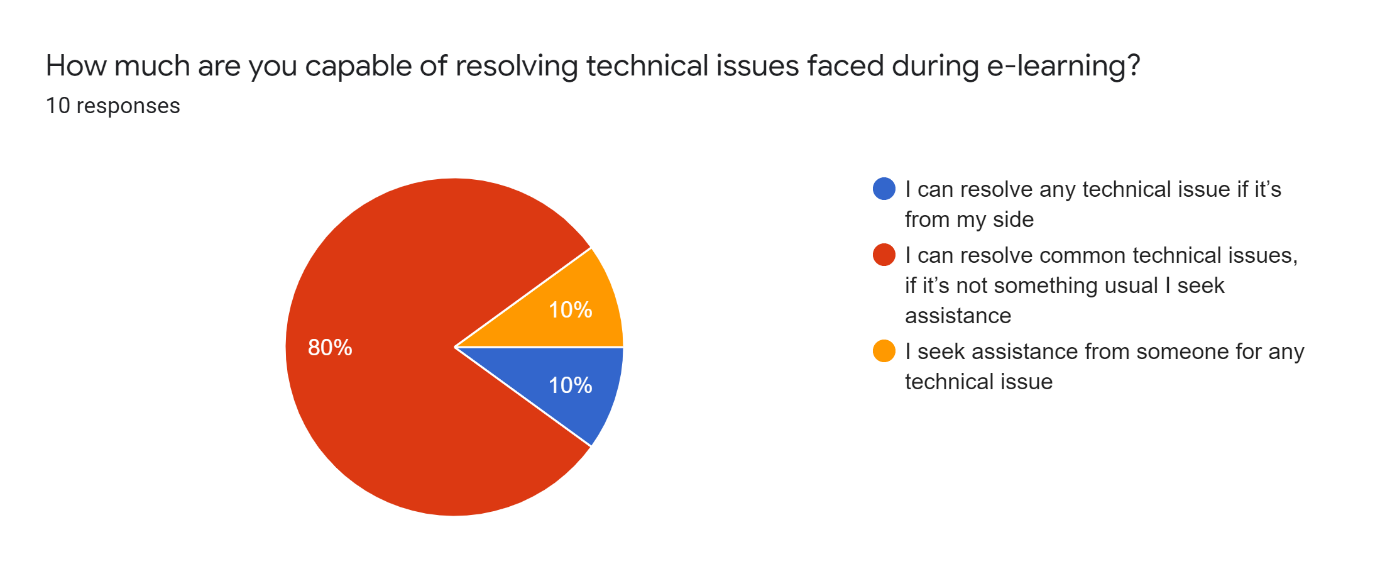 How much are you capable of resolving technical issues faced during e-learning?
10 responses
80%
10%
10%
I can resolve any technical issue if it’s
from my side
I can resolve common technical issues,
if it’s not something usual I seek
assistance
I seek assistance from someone for any
technical issue